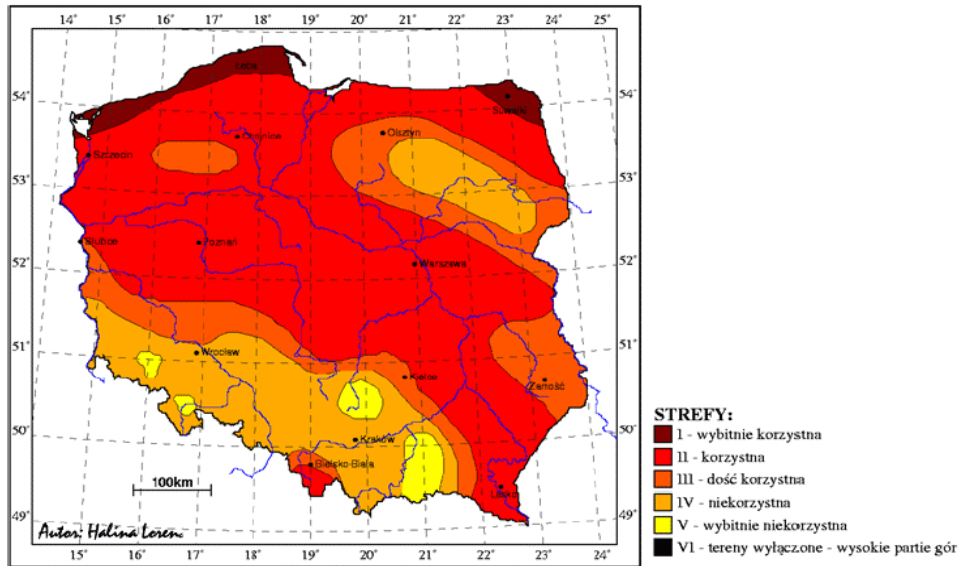 14° 15° 16° 17° 18° 19° 20° 21° 22° 23°
54° 54°
Łeba
Suwałki
Chojnice
Olsztyn
Szczecin
53° 53°
Słubice
Poznań
52° 52°
Warszawa
51° 51°
Wrocław
Kielce
Zamość
50° 50°
Kraków
Bielsko-Biała
Lesko
100km
49° 49°
Autor: Halina Lorenc
15° 16° 17° 18° 19° 20° 21° 22° 23° 24°
STREFY:
I - wybitnie korzystna
II - korzystna
III - dość korzystna
IV - niekorzystna
V - wybitnie niekorzystna
VI - tereny wyłączone - wysokie partie gór